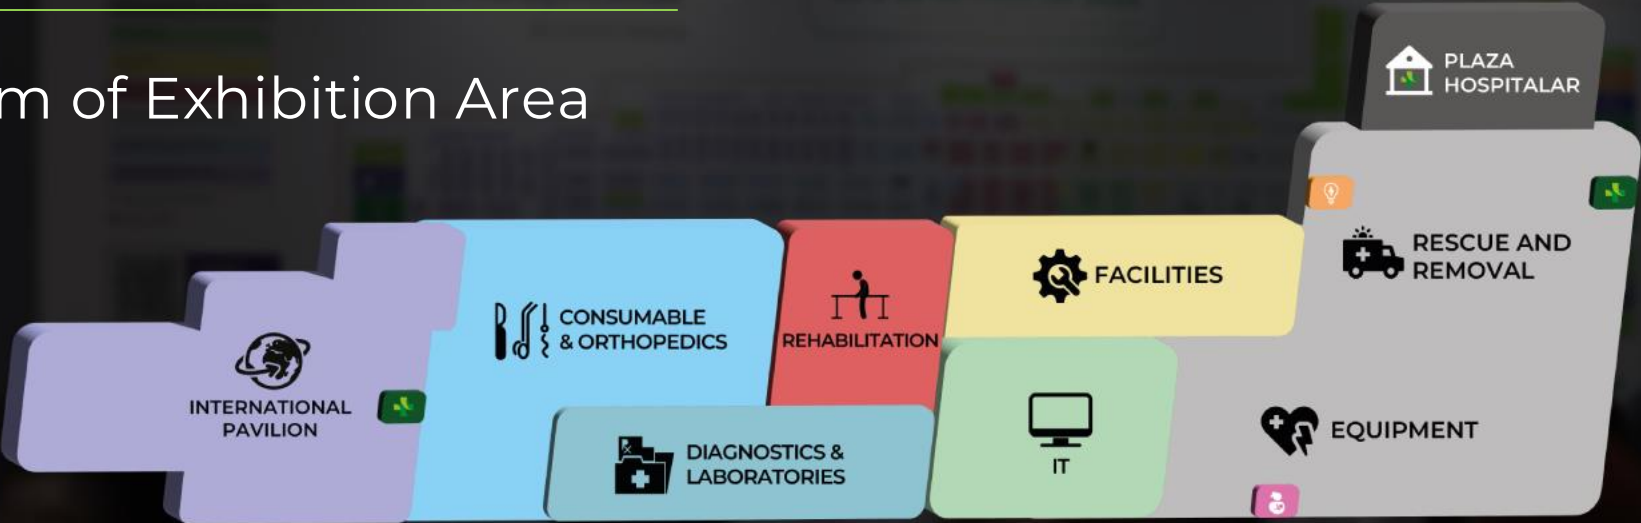 m of Exhibition Area
PLAZA
HOSPITALAR
RESCUE AND
REMOVAL
FACILITIES
CONSUMABLE
& ORTHOPEDICS
REHABILITATION
INTERNATIONAL
PAVILION
DIAGNOSTICS &
LABORATORIES
IT
EQUIPMENT